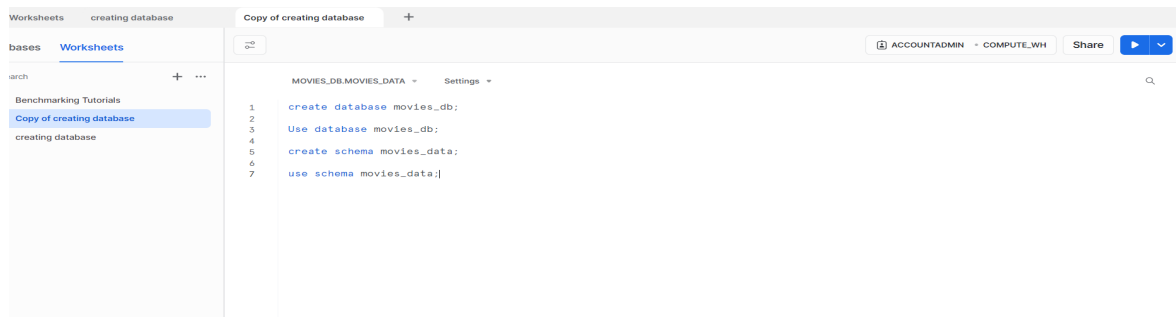 Worksheets creating database Copy of creating database +
bases Worksheets ACCOUNTADMIN COMPUTE_WH Share
arch + ...
MOVIES_DB.MOVIES_DATA Settings
Benchmarking Tutorials
Copy of creating database
creating database
1 create database movies_db;
2
3 Use database movies_db;
4
5 create schema movies_data;
6
7 use schema movies_data;